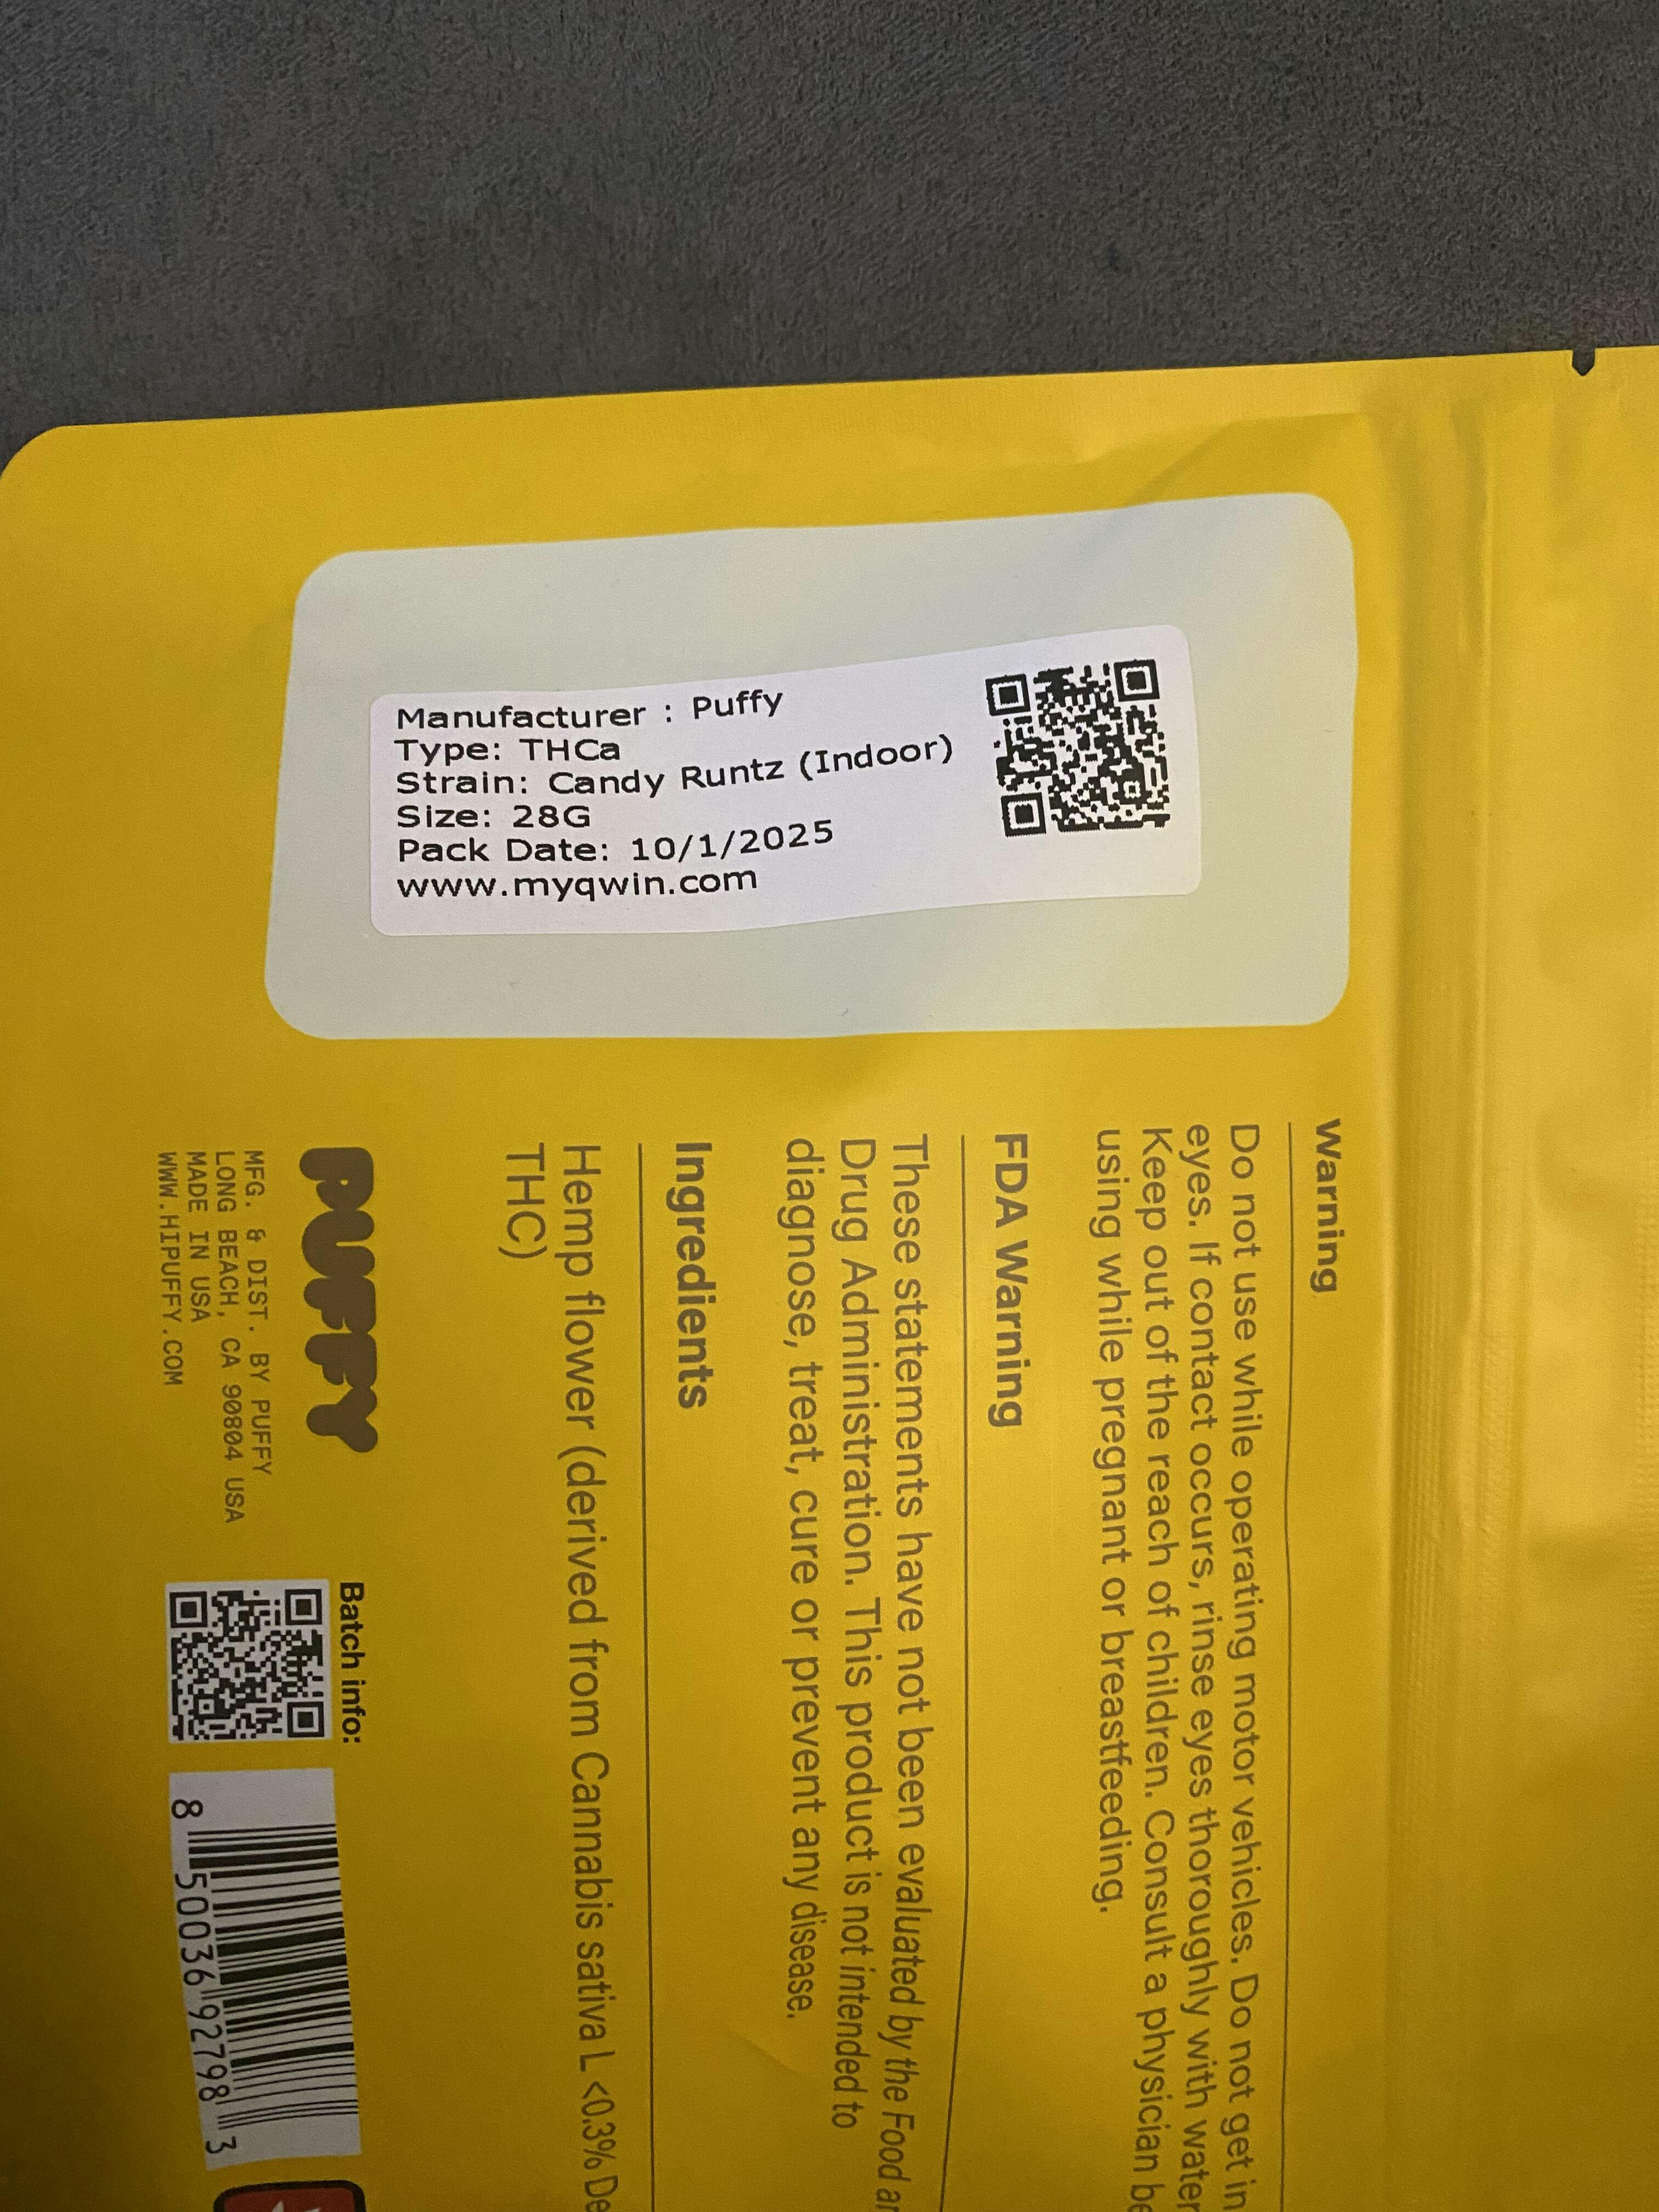 Manufacturer : Puffy
Type: THCa
Strain: Candy Runtz (Indoor)
Size: 28G
Pack Date: 10/1/2025
www.myqwin.com
Warning
Do not use while operating motor vehicles. Do not get in
eyes. If contact occurs, rinse eyes thoroughly with water
Keep out of the reach of children. Consult a physician be
using while pregnant or breastfeeding.
FDA Warning
These statements have not been evaluated by the Food a
Drug Administration. This product is not intended to
diagnose, treat, cure or prevent any disease.
Ingredients
Hemp flower (derived from Cannabis sativa L <0.3% De
THC)
PUFFY
MFG. & DIST. BY PUFFY
LONG BEACH, CA 90804 USA
MADE IN USA
WWW.HIPUFFY.COM
Batch info:
8 50036 92798 3